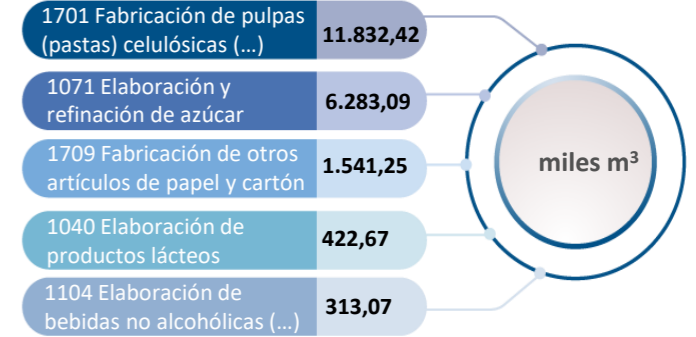 1701 Fabricación de pulpas
(pastas) celulósicas (...)
11.832,42
1071 Elaboración y
refinación de azúcar
6.283,09
1709 Fabricación de otros
artículos de papel y cartón
1.541,25
1040 Elaboración de
productos lácteos
422,67
1104 Elaboración de
bebidas no alcohólicas (...)
313,07
miles m³